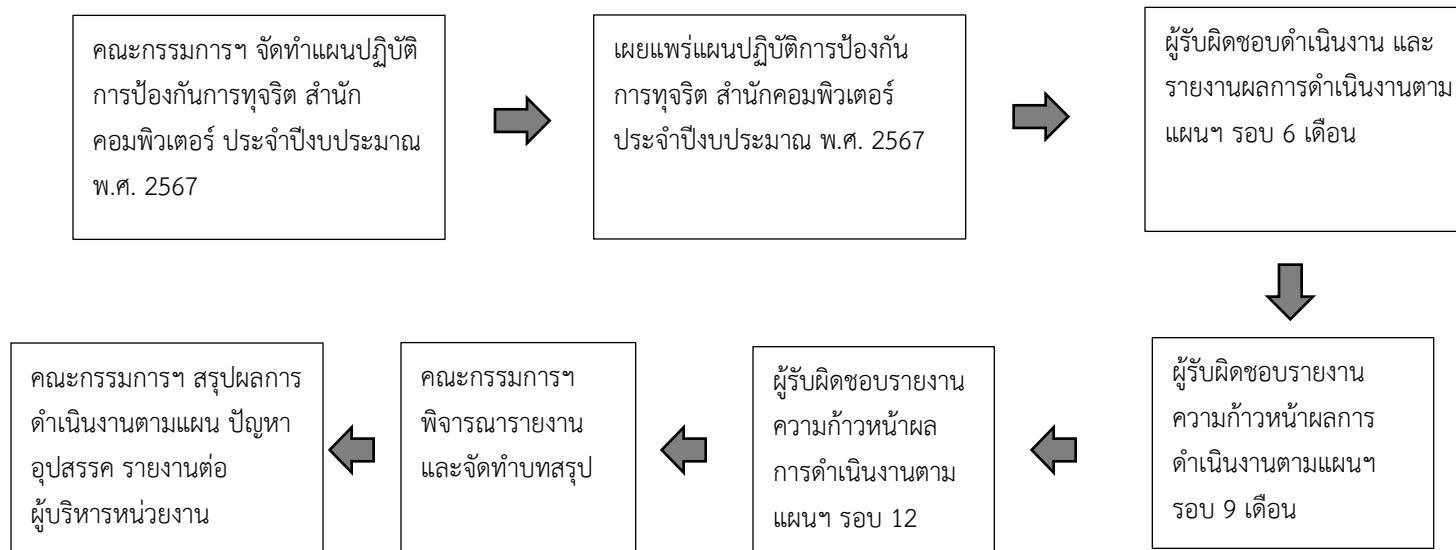 คณะกรรมการฯ จัดทำแผนปฏิบัติ
การป้องกันการทุจริต สำนัก
คอมพิวเตอร์ ประจำปีงบประมาณ
พ.ศ. 2567
เผยแพร่แผนปฏิบัติการป้องกัน
การทุจริต สำนักคอมพิวเตอร์
ประจำปีงบประมาณ พ.ศ. 2567
ผู้รับผิดชอบดำเนินงาน และ
รายงานผลการดำเนินงานตาม
แผนฯ รอบ 6 เดือน
ผู้รับผิดชอบรายงาน
ความก้าวหน้าผลการ
ดำเนินงานตามแผนฯ
รอบ 9 เดือน
ผู้รับผิดชอบรายงาน
ความก้าวหน้าผล
การดำเนินงานตาม
แผนฯ รอบ 12
คณะกรรมการฯ
พิจารณารายงาน
และจัดทำบทสรุป
คณะกรรมการฯ สรุปผลการ
ดำเนินงานตามแผน ปัญหา
อุปสรรค รายงานต่อ
ผู้บริหารหน่วยงาน